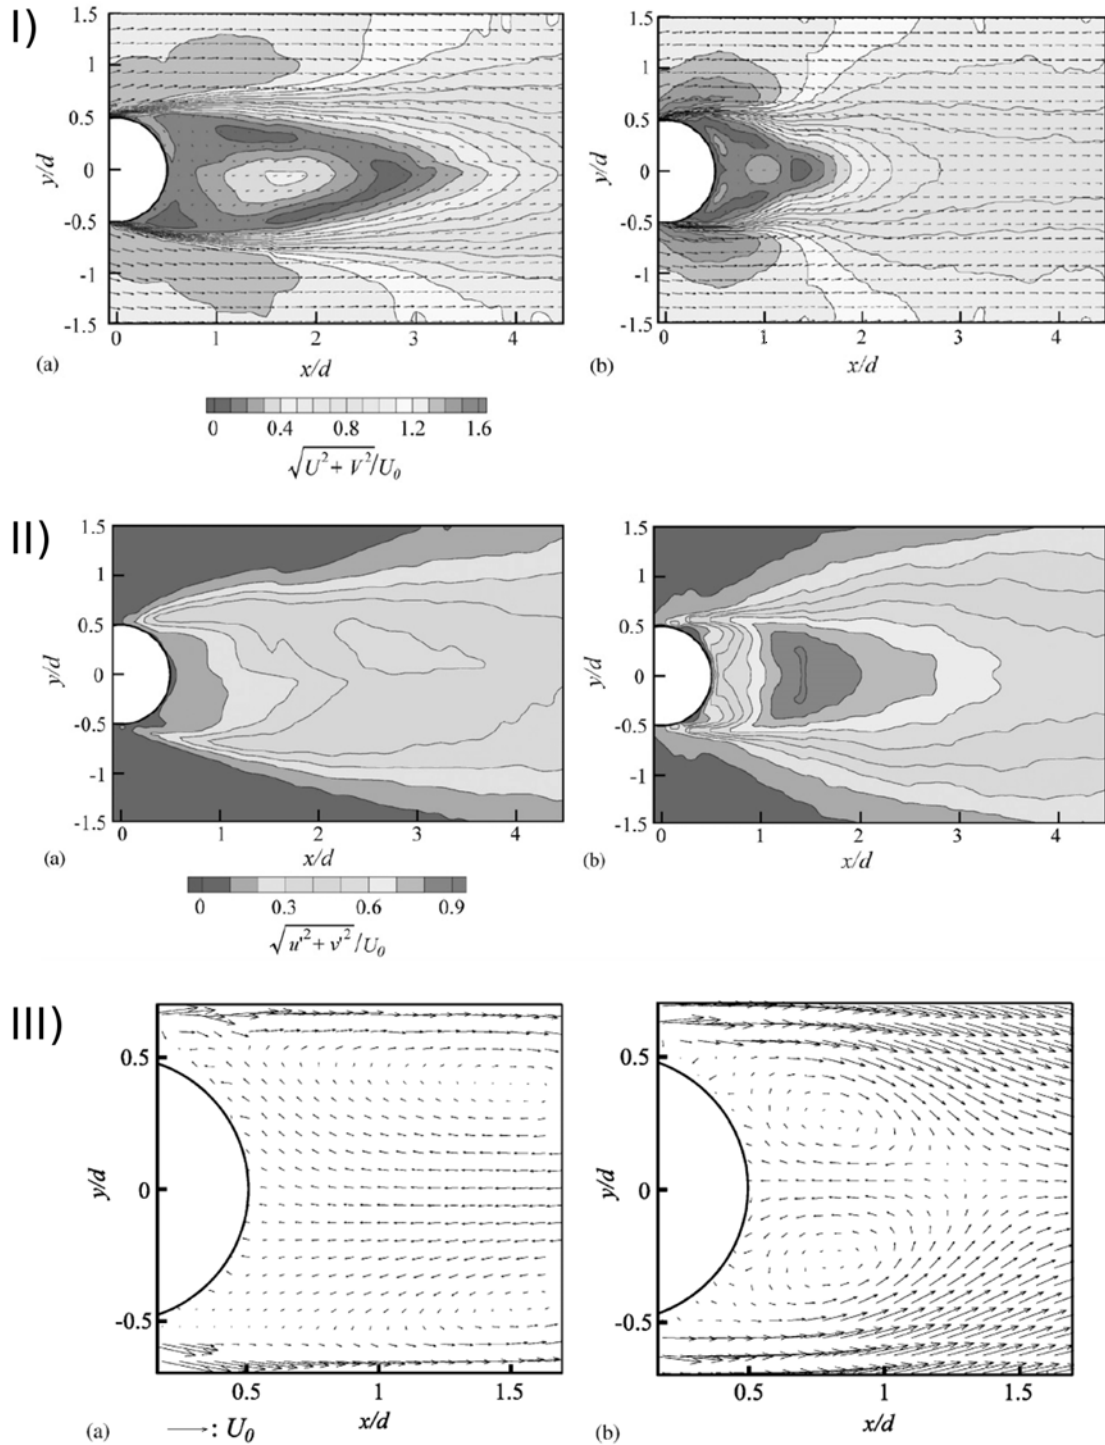 I)
1.5
1
0.5
0
-0.5
-1
-1.5
y/d
0 1 2 3 4
x/d
(a)
1.5
1
0.5
0
-0.5
-1
-1.5
y/d
0 1 2 3 4
x/d
(b)
0 0.4 0.8 1.2 1.6
√U² + V²/U₀
II)
1.5
1
0.5
0
-0.5
-1
-1.5
y/d
0 1 2 3 4
x/d
(a)
1.5
1
0.5
0
-0.5
-1
-1.5
y/d
0 1 2 3 4
x/d
(b)
0 0.3 0.6 0.9
√u'² + v'²/U₀
III)
0.5
0
-0.5
y/d
0.5 1 1.5
x/d
(a)
: U₀
0.5
0
-0.5
y/d
0.5 1 1.5
x/d
(b)